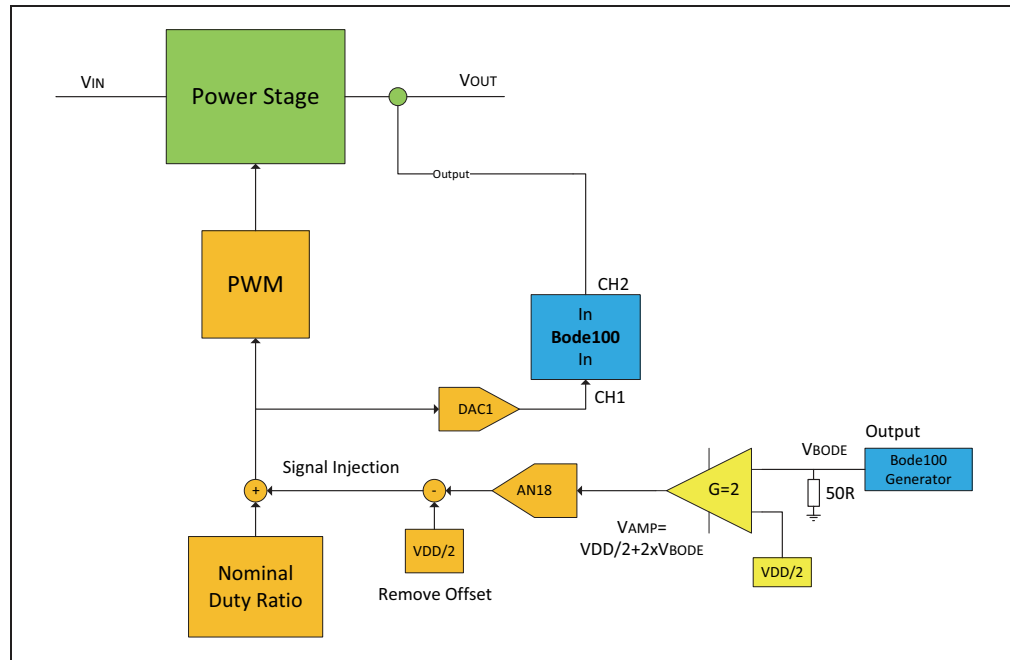 VIN
Power Stage
VOUT
Output
PWM
CH2
In
Bode100
In
DAC1
CH1
Output
VBODE
Bode100
Generator
Signal Injection
AN18
G=2
50R
+
-
VAMP=
VDD/2+2xVBODE
VDD/2
VDD/2
Nominal
Duty Ratio
Remove Offset